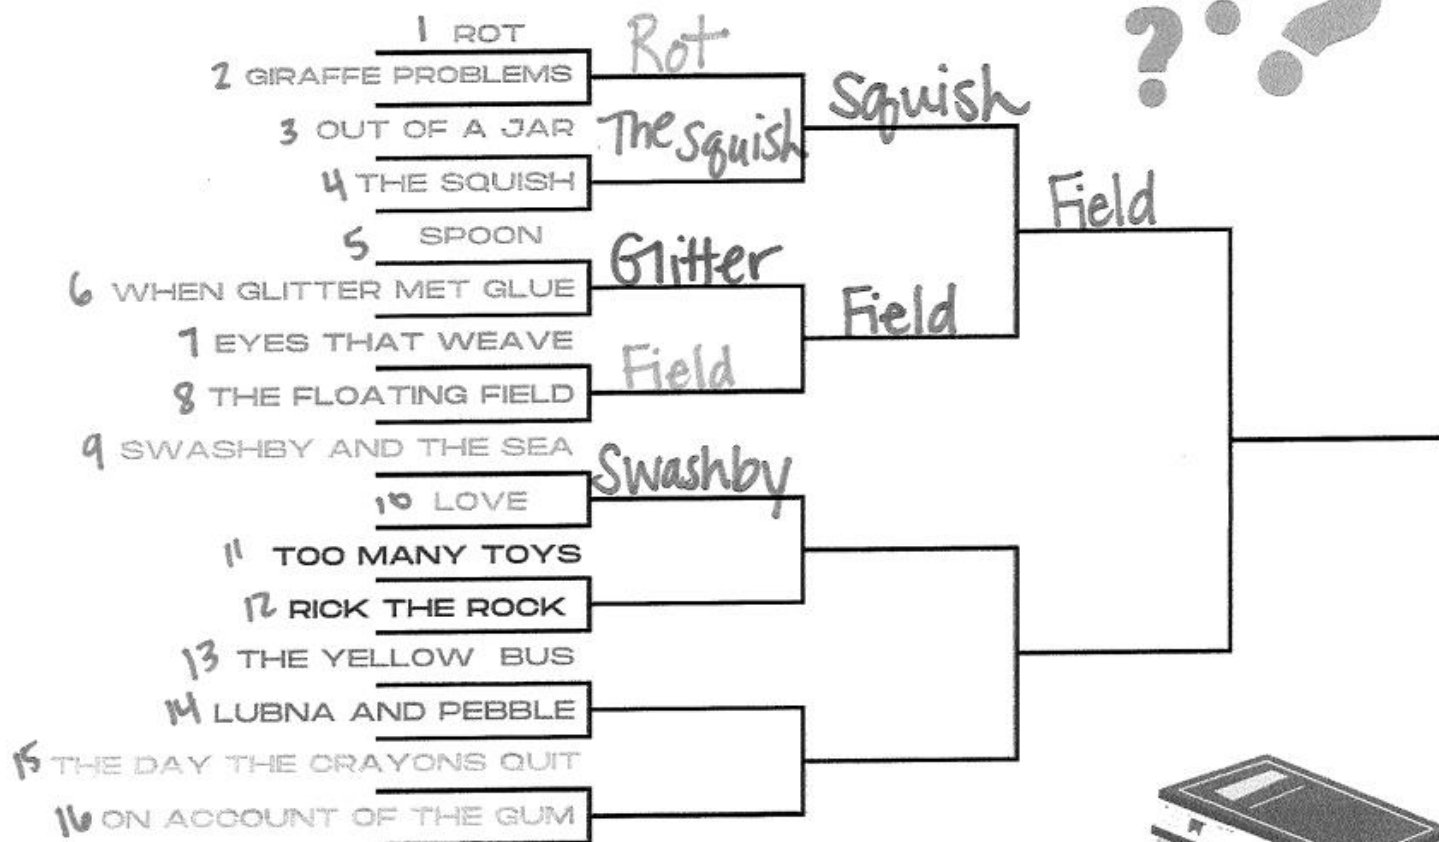 1 ROT
Rot
2 GIRAFFE PROBLEMS
Squish
3 OUT OF A JAR
The Squish
4 THE SQUISH
Field
5 SPOON
Glitter
6 WHEN GLITTER MET GLUE
Field
7 EYES THAT WEAVE
Field
8 THE FLOATING FIELD
9 SWASHBY AND THE SEA
Swashby
10 LOVE
11 TOO MANY TOYS
12 RICK THE ROCK
13 THE YELLOW BUS
14 LUBNA AND PEBBLE
15 THE DAY THE CRAYONS QUIT
16 ON ACCOUNT OF THE GUM